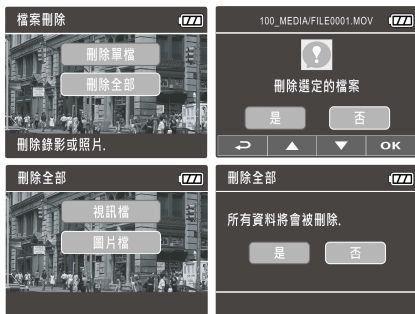 檔案刪除
刪除單檔
刪除全部
刪除錄影或照片.
100_MEDIA/FILE0001.MOV
刪除選定的檔案
是 否
OK
刪除全部
視訊檔
圖片檔
刪除全部
所有資料將會被刪除.
是 否